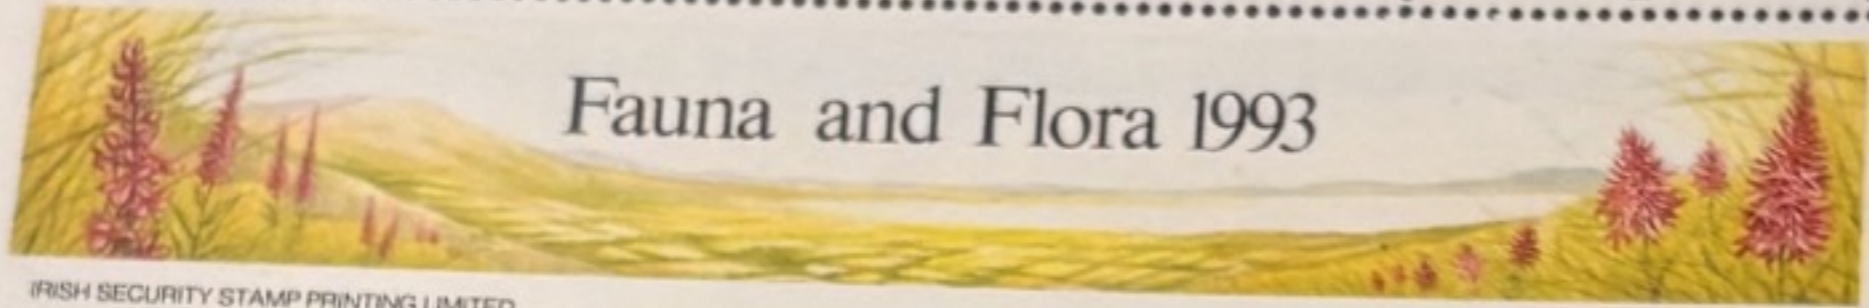 Fauna and Flora 1993
IRISH SECURITY STAMP PRINTING LIMITED